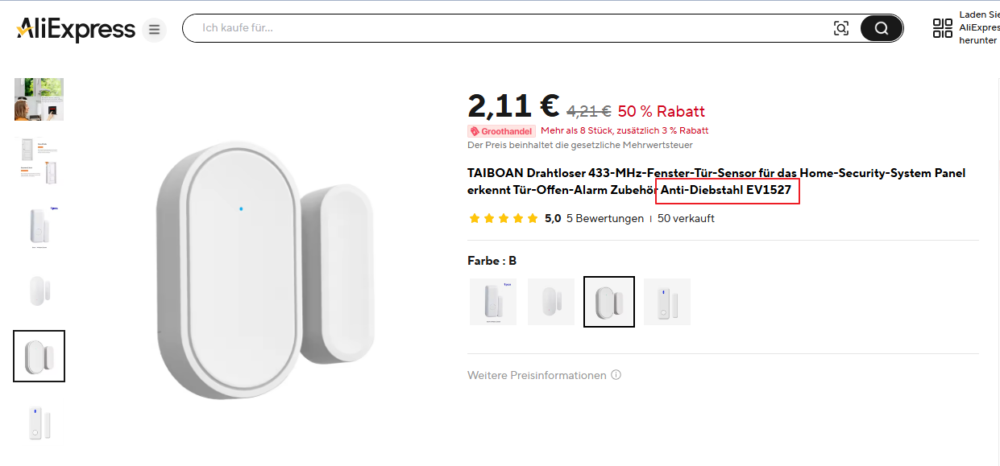 AliExpress
Ich kaufe für...
Laden Sie
AliExpres
herunter
2,11 € 4,21 € 50 % Rabatt
Groothandel Mehr als 8 Stück, zusätzlich 3 % Rabatt
Der Preis beinhaltet die gesetzliche Mehrwertsteuer
TAIBOAN Drahtloser 433-MHz-Fenster-Tür-Sensor für das Home-Security-System Panel
erkennt Tür-Offen-Alarm Zubehör Anti-Diebstahl EV1527
5,0 5 Bewertungen | 50 verkauft
Farbe : B
Weitere Preisinformationen